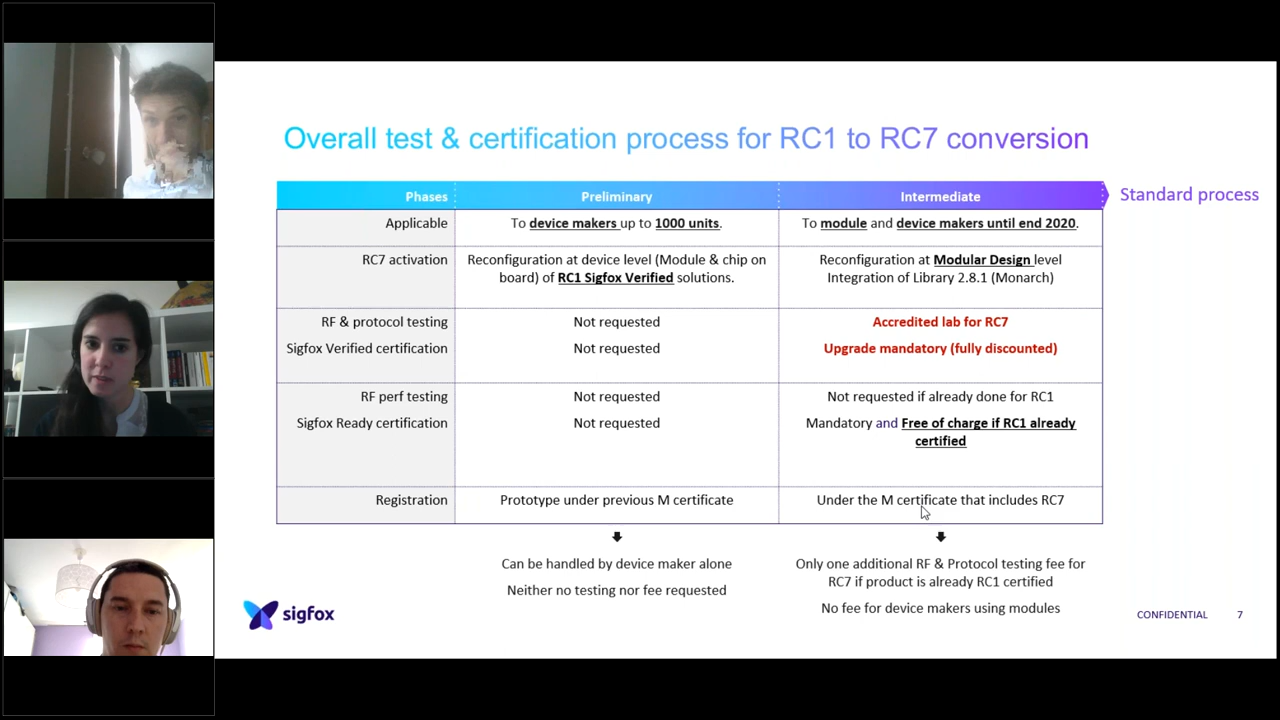 Overall test & certification process for RC1 to RC7 conversion
Phases
Preliminary
Intermediate
Standard process
Applicable
To device makers up to 1000 units.
To module and device makers until end 2020.
RC7 activation
Reconfiguration at device level (Module & chip on
board) of RC1 Sigfox Verified solutions.
Reconfiguration at Modular Design level
Integration of Library 2.8.1 (Monarch)
RF & protocol testing
Not requested
Accredited lab for RC7
Sigfox Verified certification
Not requested
Upgrade mandatory (fully discounted)
RF perf testing
Not requested
Not requested if already done for RC1
Sigfox Ready certification
Not requested
Mandatory and Free of charge if RC1 already
certified
Registration
Prototype under previous M certificate
Under the M certificate that includes RC7
Can be handled by device maker alone
Neither no testing nor fee requested
Only one additional RF & Protocol testing fee for
RC7 if product is already RC1 certified
No fee for device makers using modules
sigfox
CONFIDENTIAL 7